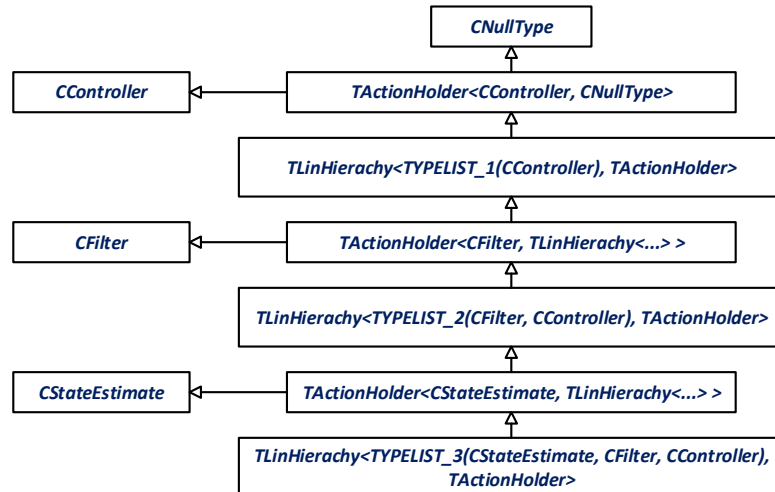 CNullType
CController
TActionHolder<CController, CNullType>
TLinHierachy<TYPELIST_1(CController), TActionHolder>
CFilter
TActionHolder<CFilter, TLinHierachy<...> >
TLinHierachy<TYPELIST_2(CFilter, CController), TActionHolder>
CStateEstimate
TActionHolder<CStateEstimate, TLinHierachy<...> >
TLinHierachy<TYPELIST_3(CStateEstimate, CFilter, CController),
TActionHolder>